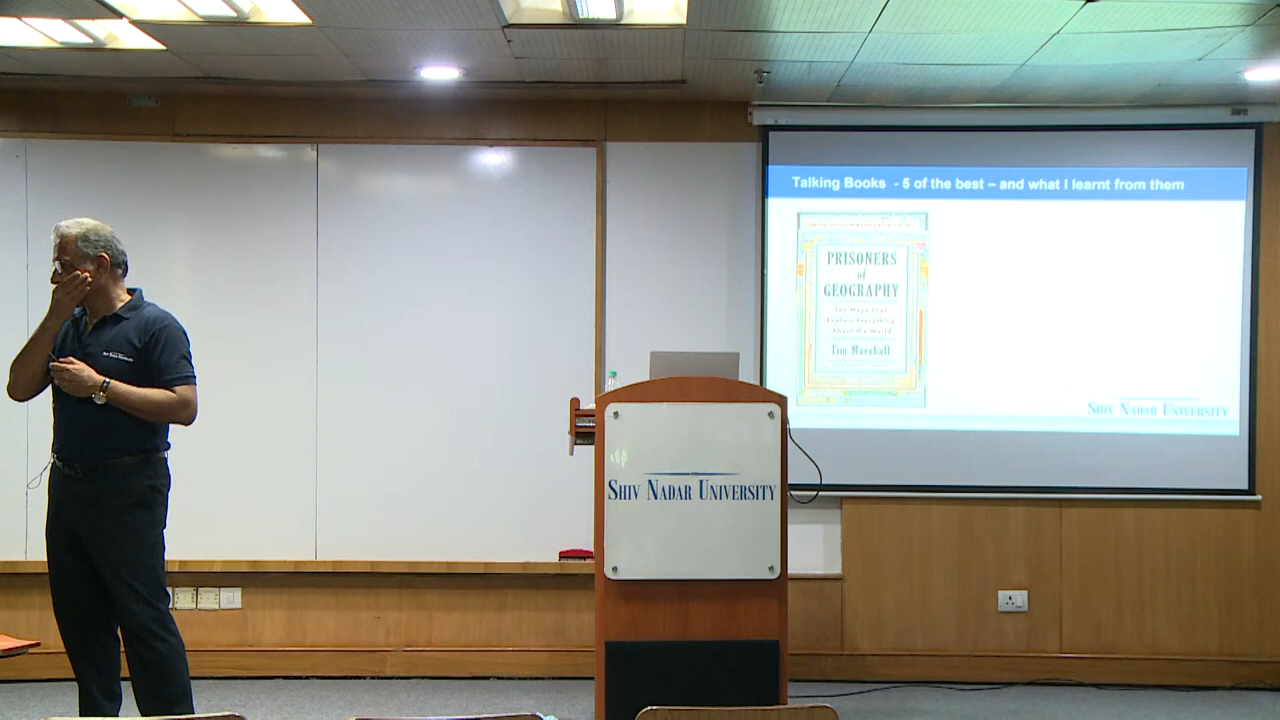 Talking Books - 5 of the best – and what I learnt from them
PRISONERS
of
GEOGRAPHY
Ten Maps That
Explain Everything
About the World
Tim Marshall
SHIV NADAR UNIVERSITY
SHIV NADAR UNIVERSITY